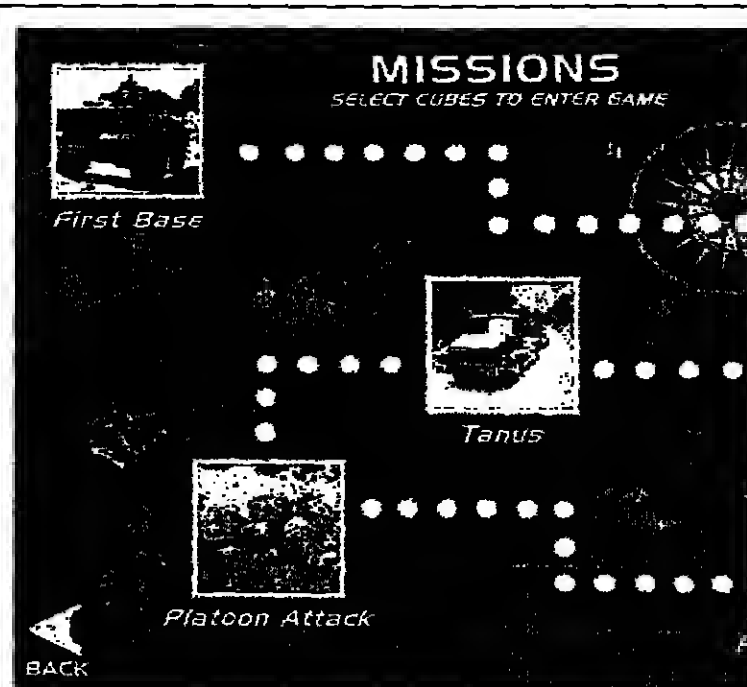 MISSIONS
SELECT CUBES TO ENTER GAME
First Base
Tanus
Platoon Attack
BACK